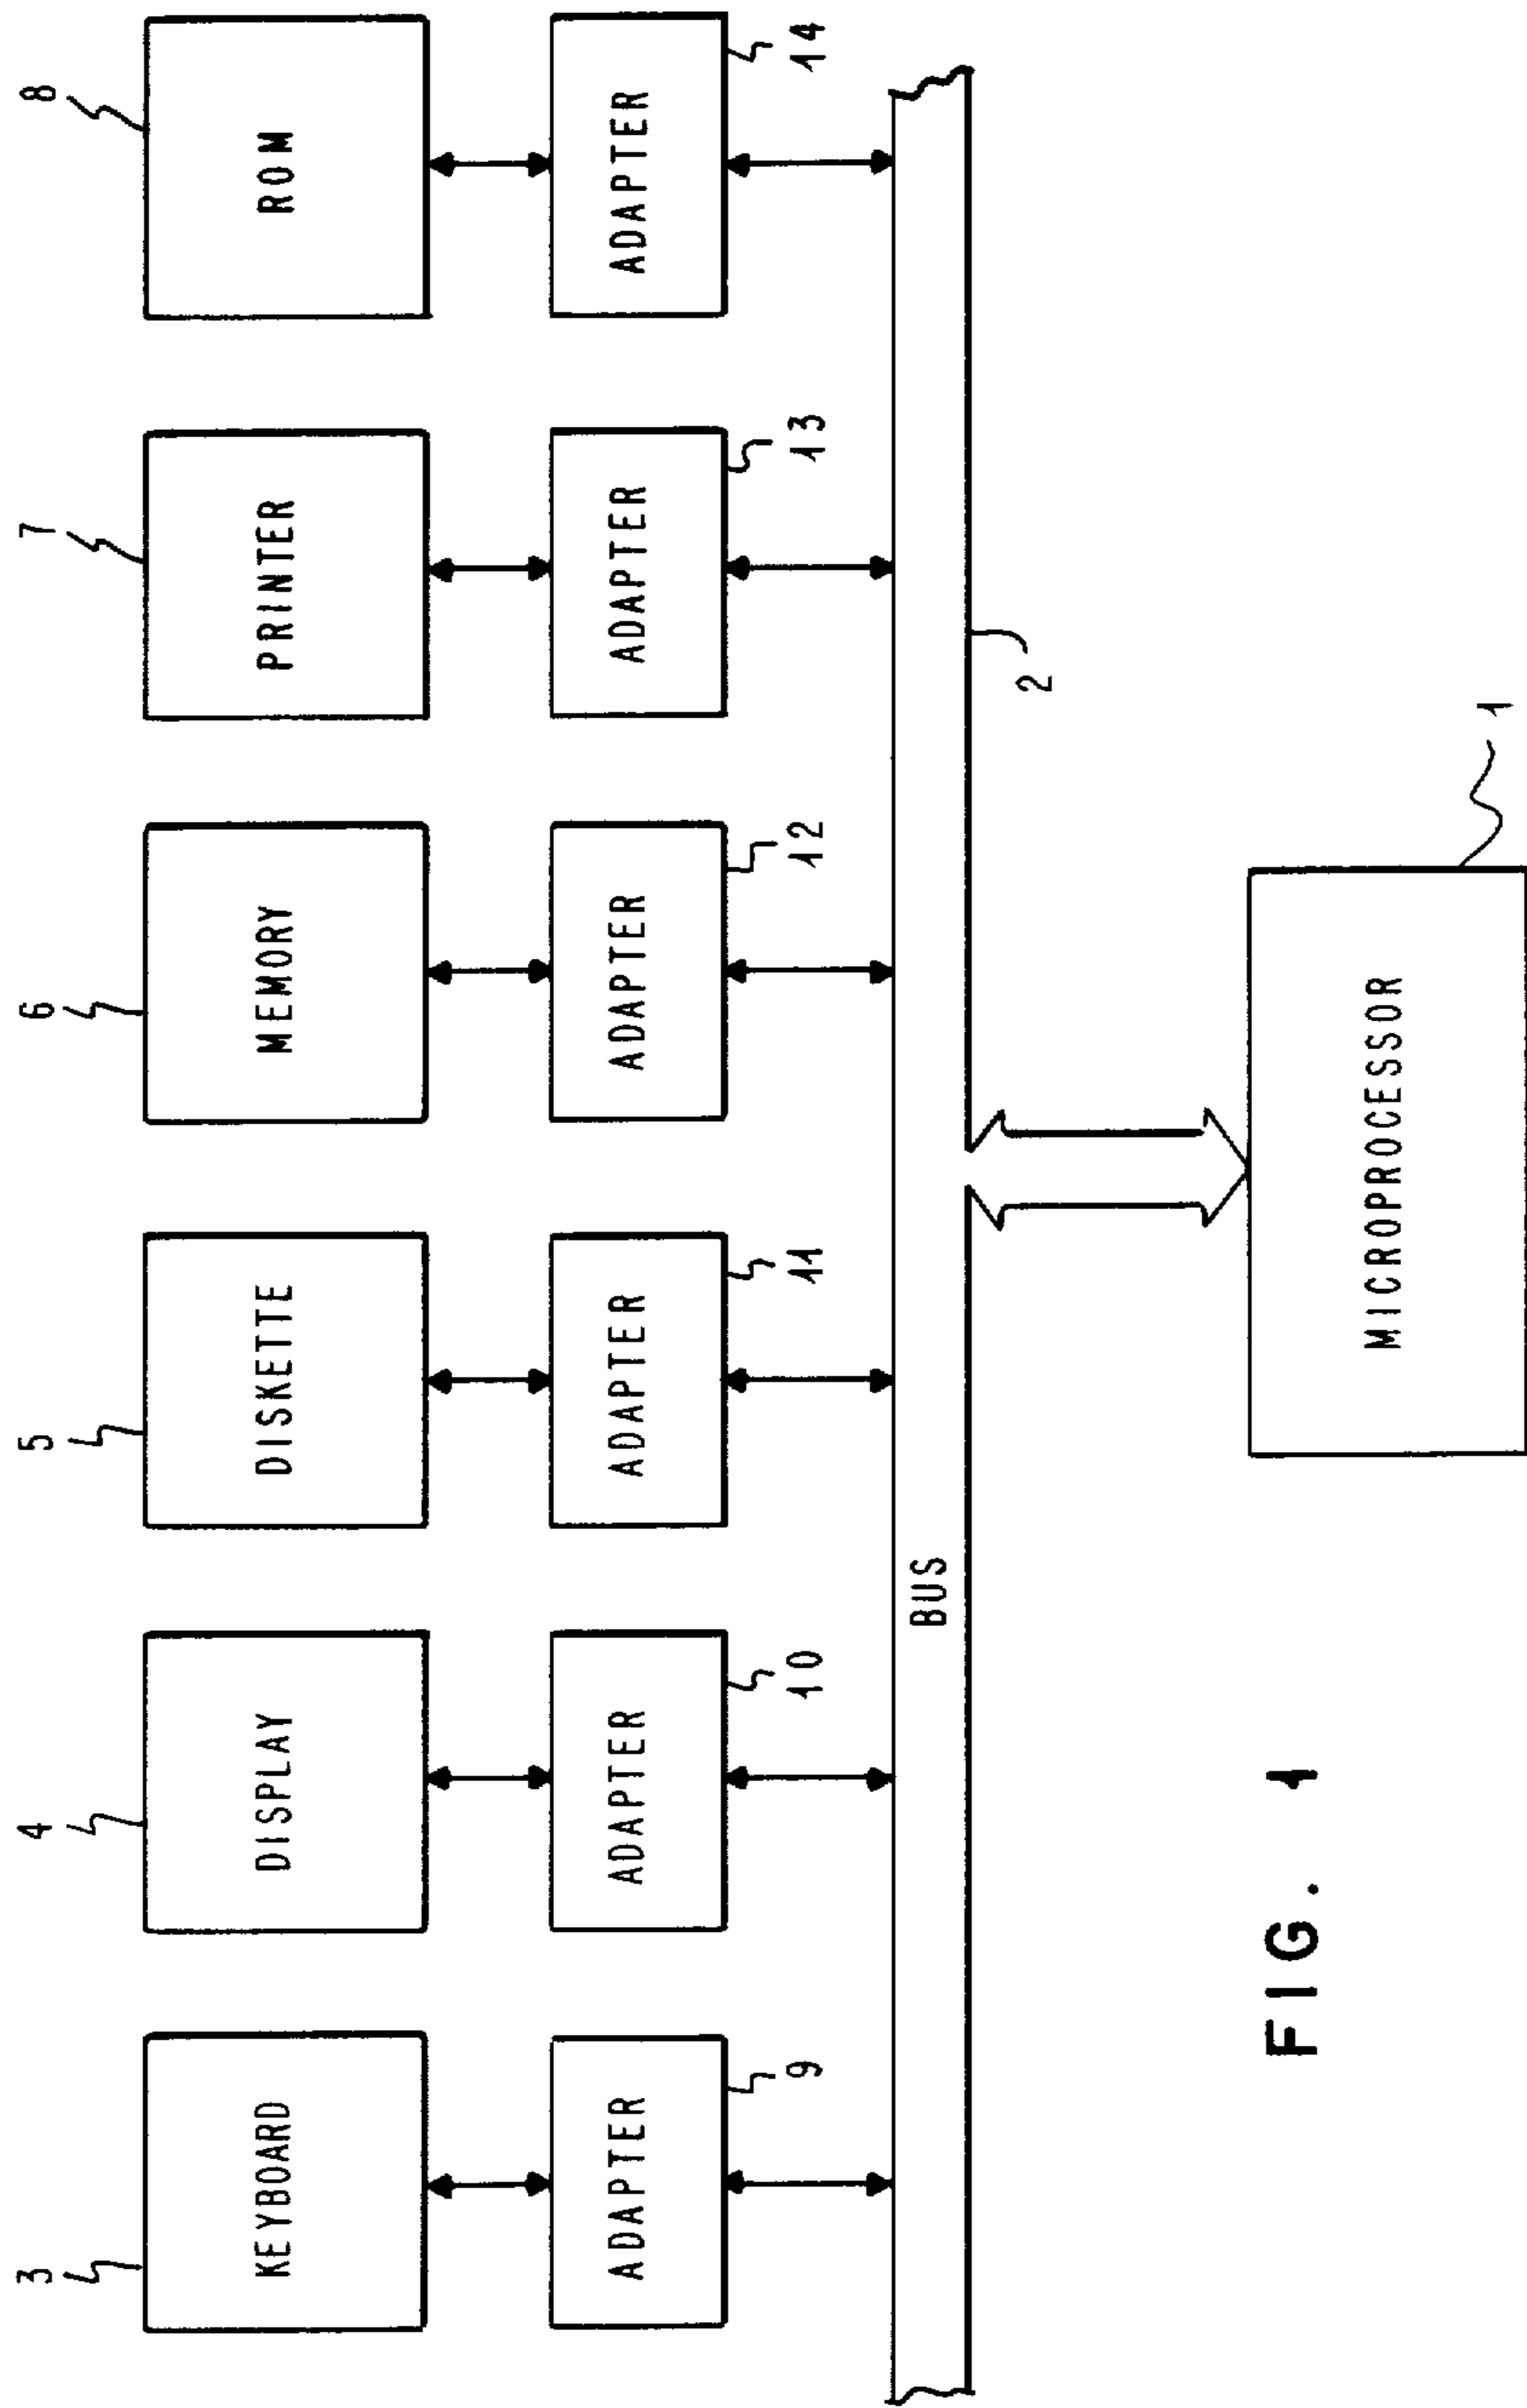 3 4 5 6 7 8
KEYBOARD DISPLAY DISKETTE MEMORY PRINTER ROM
ADAPTER ADAPTER ADAPTER ADAPTER ADAPTER ADAPTER
9 10 11 12 13 14
BUS
2
MICROPROCESSOR
1
FIG. 1